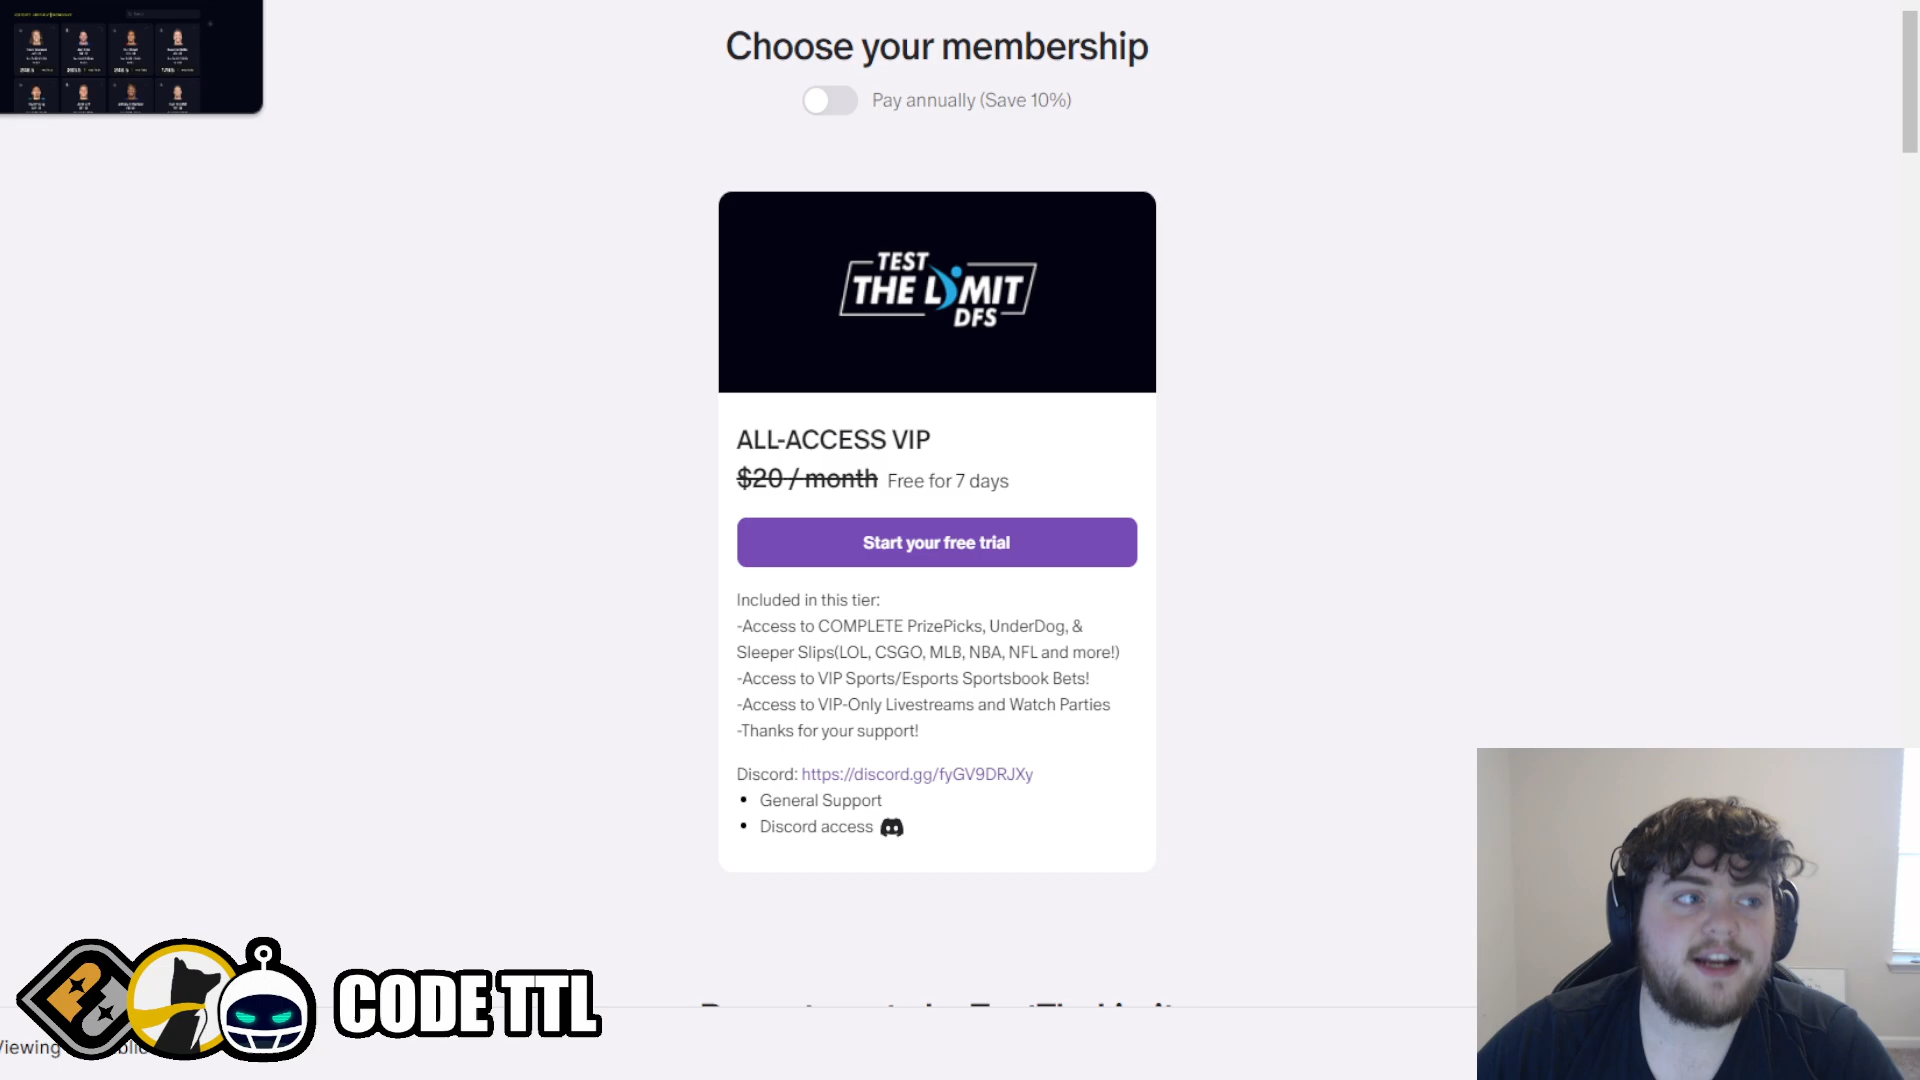 Choose your membership
Pay annually (Save 10%)
TEST
THE LIMIT
DFS
ALL-ACCESS VIP
$20 / month Free for 7 days
Start your free trial
Included in this tier:
-Access to COMPLETE PrizePicks, UnderDog, &
Sleeper Slips(LOL, CSGO, MLB, NBA, NFL and more!)
-Access to VIP Sports/Esports Sportsbook Bets!
-Access to VIP-Only Livestreams and Watch Parties
-Thanks for your support!
Discord: https://discord.gg/fyGV9DRJXy
General Support
Discord access
CODE TTL